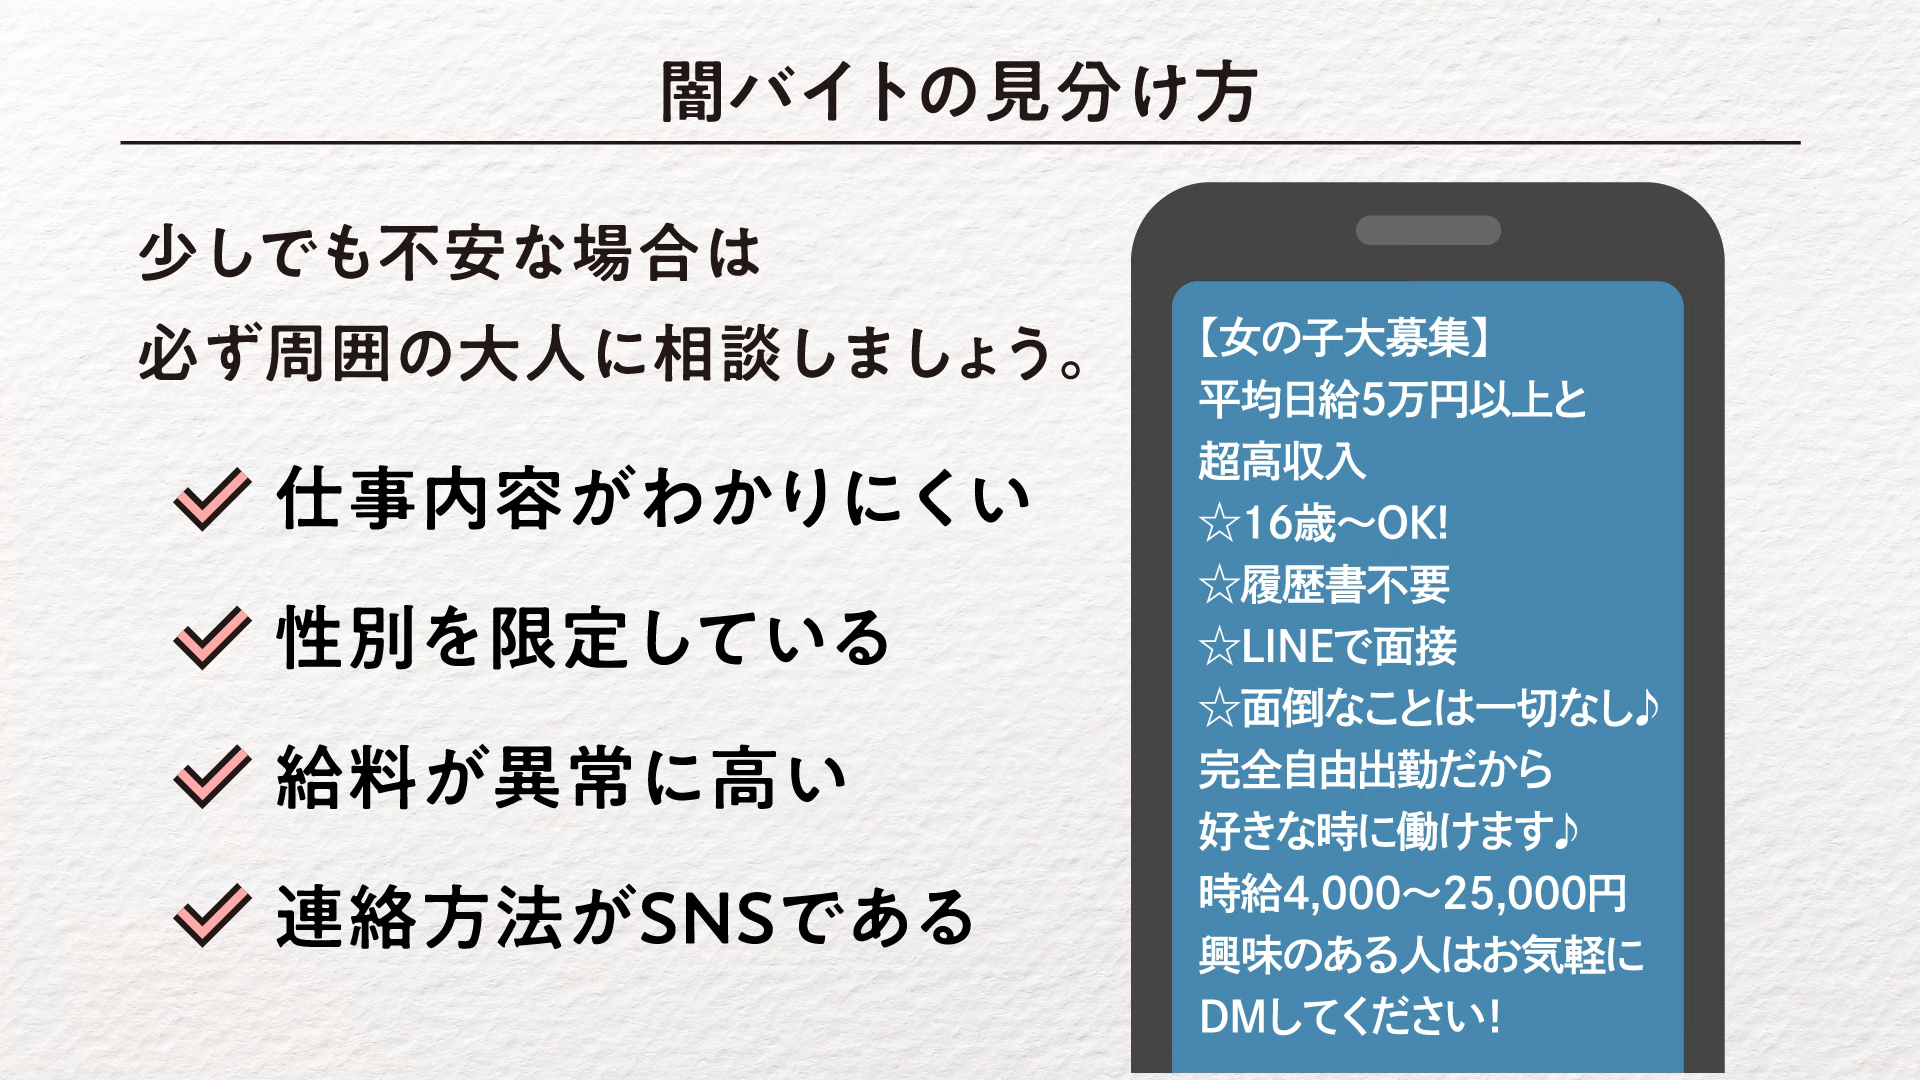 闇バイトの見分け方
少しでも不安な場合は
必ず周囲の大人に相談しましょう。
仕事内容がわかりにくい
性別を限定している
給料が異常に高い
連絡方法がSNSである
【女の子大募集】
平均日給5万円以上と
超高収入
☆16歳〜OK!
☆履歴書不要
☆LINEで面接
☆面倒なことは一切なし♪
完全自由出勤だから
好きな時に働けます♪
時給4,000〜25,000円
興味のある人はお気軽に
DMしてください!